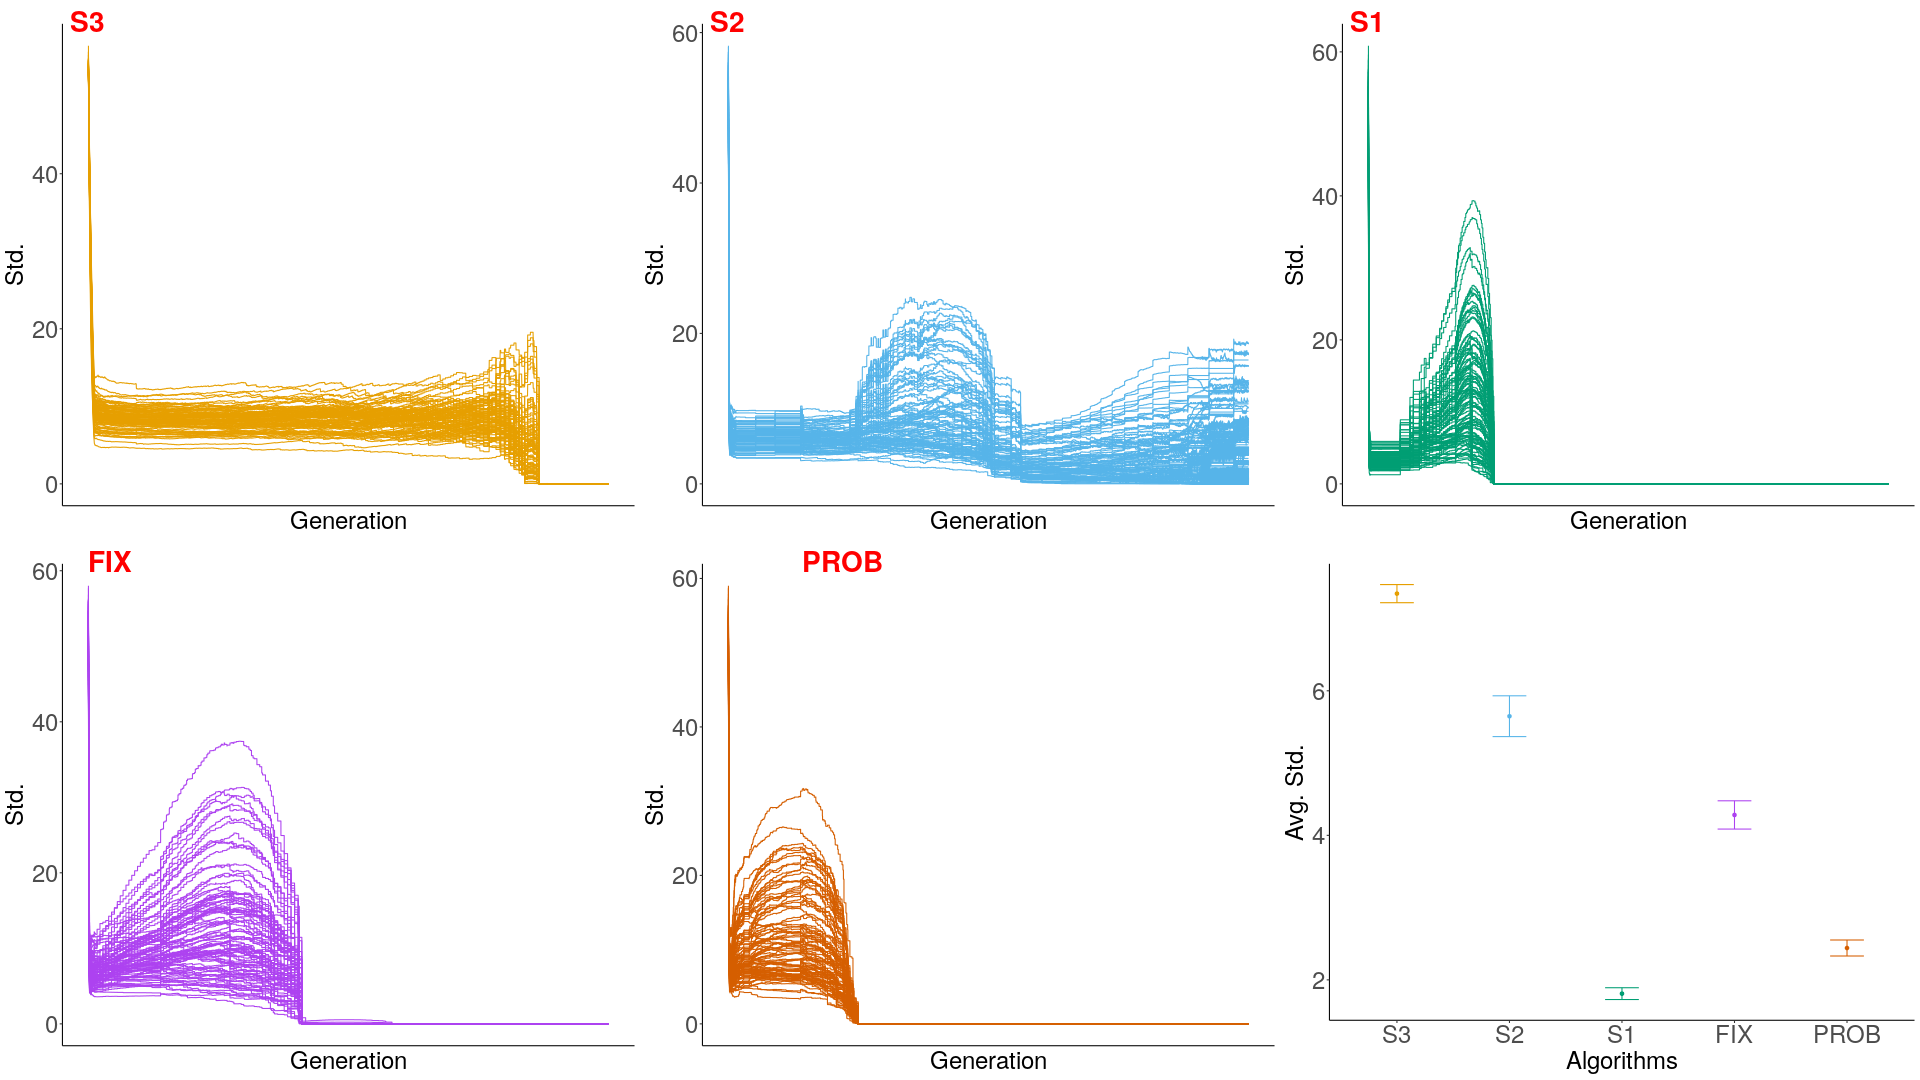 S3
40
20
0
Std.
Generation
S2
60
40
20
0
Std.
Generation
S1
60
40
20
0
Std.
Generation
FIX
60
40
20
0
Std.
Generation
PROB
60
40
20
0
Std.
Generation
6
4
2
Avg. Std.
S3 S2 S1 FIX PROB
Algorithms